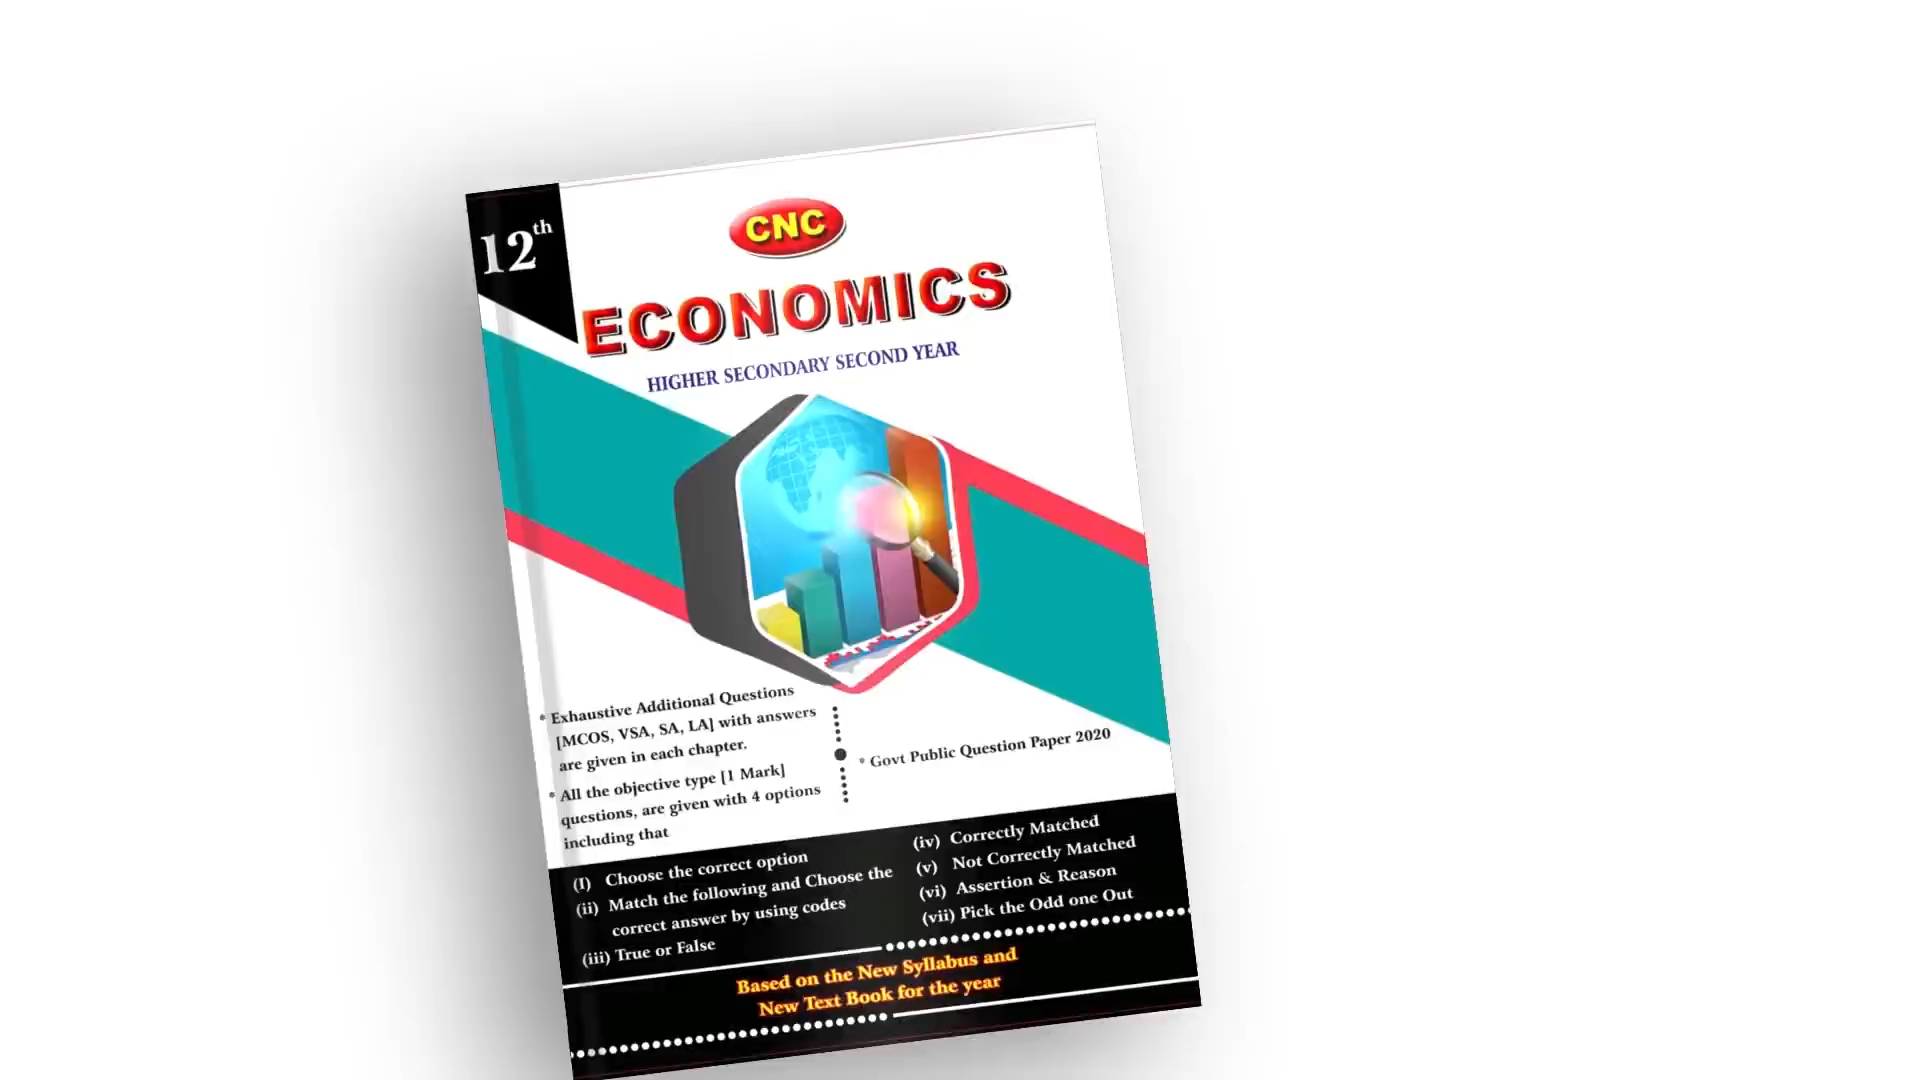 12th
CNC
ECONOMICS
HIGHER SECONDARY SECOND YEAR
* Exhaustive Additional Questions
[MCOS, VSA, SA, LA] with answers
are given in each chapter.
* All the objective type [1 Mark]
questions, are given with 4 options
including that
* Govt Public Question Paper 2020
(I) Choose the correct option
(ii) Match the following and Choose the
correct answer by using codes
(iii) True or False
(iv) Correctly Matched
(v) Not Correctly Matched
(vi) Assertion & Reason
(vii) Pick the Odd one Out
Based on the New Syllabus and
New Text Book for the year